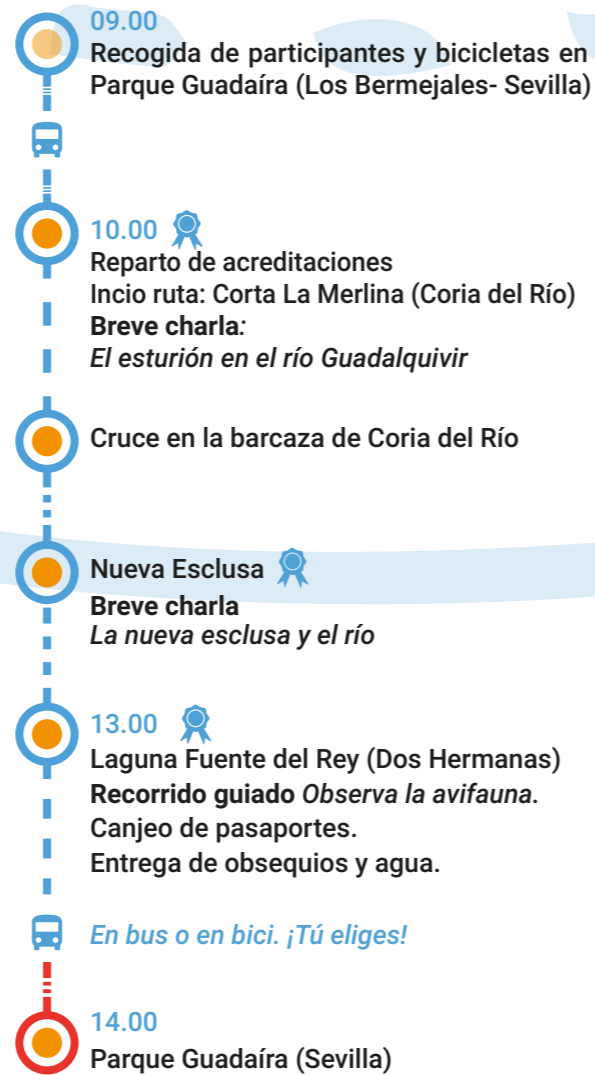 09.00
Recogida de participantes y bicicletas en
Parque Guadaíra (Los Bermejales- Sevilla)
10.00
Reparto de acreditaciones
Incio ruta: Corta La Merlina (Coria del Río)
Breve charla:
El esturión en el río Guadalquivir
Cruce en la barcaza de Coria del Río
Nueva Esclusa
Breve charla
La nueva esclusa y el río
13.00
Laguna Fuente del Rey (Dos Hermanas)
Recorrido guiado Observa la avifauna.
Canjeo de pasaportes.
Entrega de obsequios y agua.
En bus o en bici. ¡Tú eliges!
14.00
Parque Guadaíra (Sevilla)